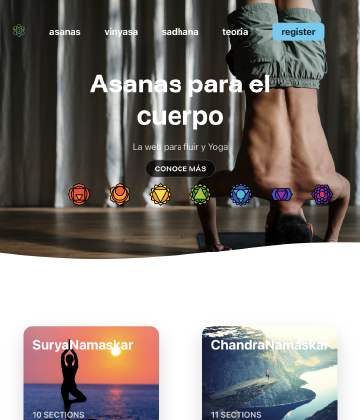 asanas vinyasa sadhana teoria register
Asanas para el
cuerpo
La web para fluir y Yoga
CONOCE MÁS
SuryaNamaskar
ChandraNamaskar
10 SECTIONS
11 SECTIONS